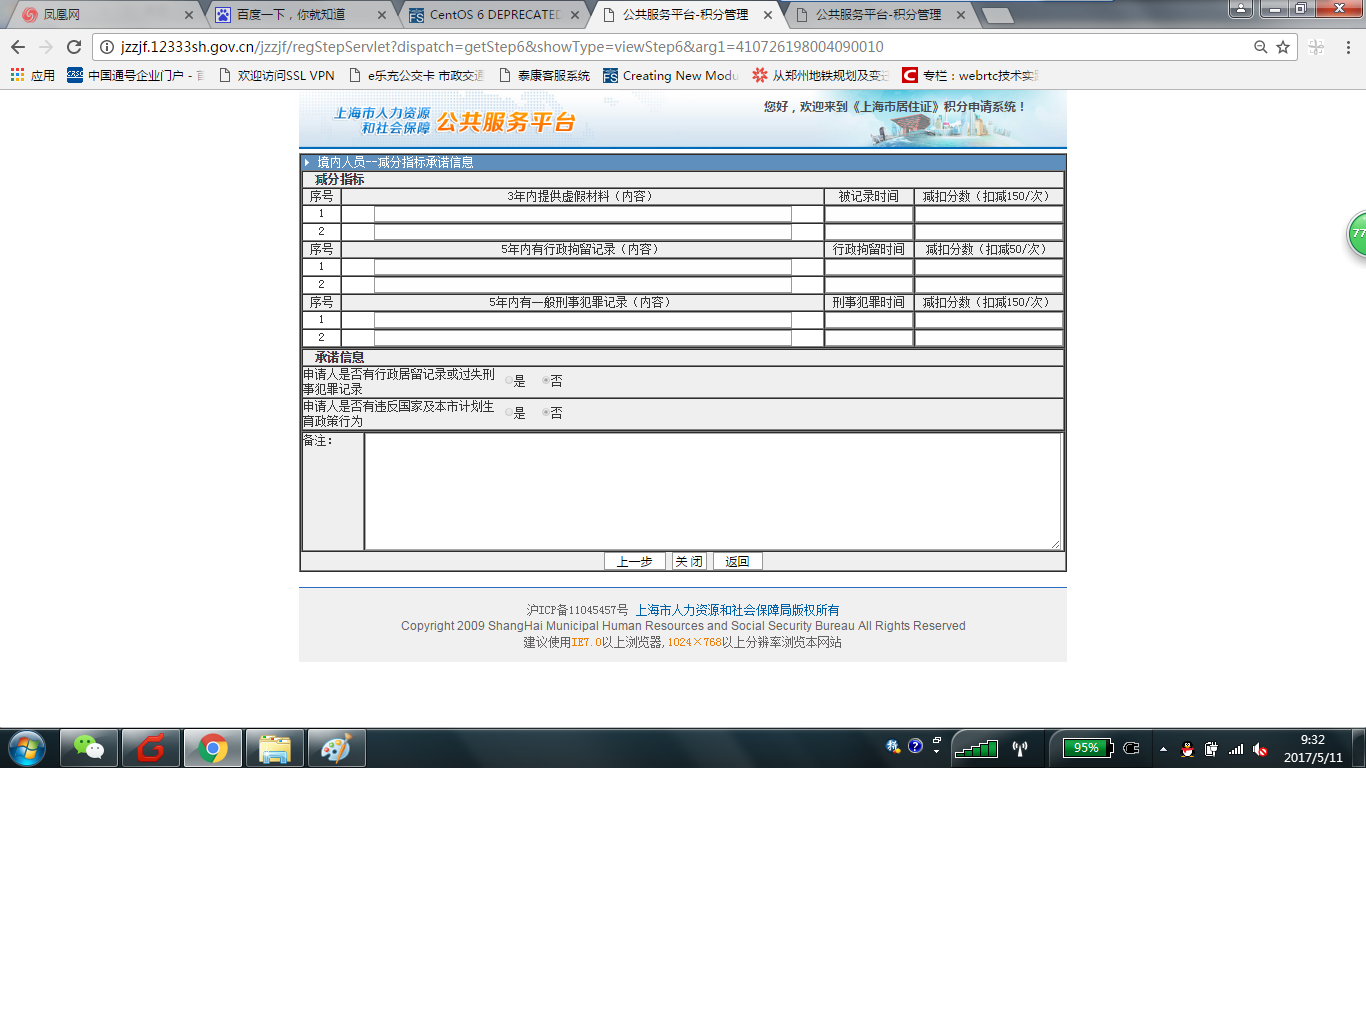 凤凰网
百度一下，你就知道
CentOS 6 DEPRECATED
公共服务平台-积分管理
公共服务平台-积分管理
jzzjf.12333sh.gov.cn/jzzjf/regStepServlet?dispatch=getStep6&showType=viewStep6&arg1=410726198004090010
应用
CRSC 中国通号企业门户 -
欢迎访问SSL VPN
e乐充公交卡 市政交通
泰康客服系统
FS Creating New Modu
从郑州地铁规划及变迁
C 专栏：webrtc技术实践
上海市人力资源
和社会保障 公共服务平台
您好，欢迎来到《上海市居住证》积分申请系统！
境内人员--减分指标承诺信息
减分指标
序号 3年内提供虚假材料（内容） 被记录时间 减扣分数（扣减150/次）
1
2
序号 5年内有行政拘留记录（内容） 行政拘留时间 减扣分数（扣减50/次）
1
2
序号 5年内有一般刑事犯罪记录（内容） 刑事犯罪时间 减扣分数（扣减150/次）
1
2
承诺信息
申请人是否有行政居留记录或过失刑
事犯罪记录 是 否
申请人是否有违反国家及本市计划生
育政策行为 是 否
备注：
上一步 关 闭 返回
沪ICP备11045457号 上海市人力资源和社会保障局版权所有
Copyright 2009 ShangHai Municipal Human Resources and Social Security Bureau All Rights Reserved
建议使用IE7.0以上浏览器,1024×768以上分辨率浏览本网站
77
95%
9:32
2017/5/11